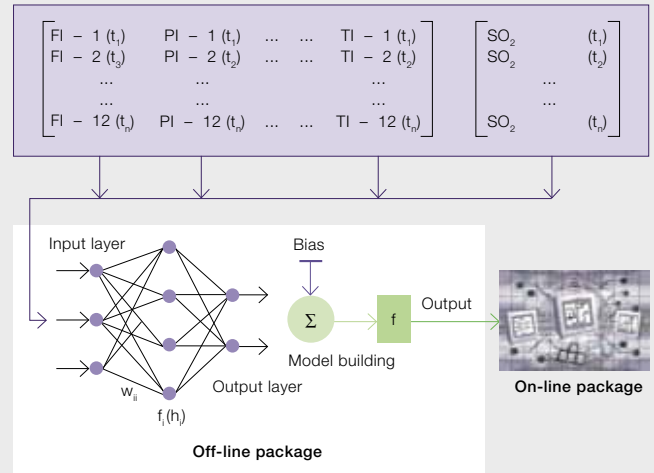 FI – 1 (t1) PI – 1 (t1) ... ... TI – 1 (t1) SO2 (t1)
FI – 2 (t3) PI – 2 (t2) ... ... TI – 2 (t2) SO2 (t2)
... ... ... ...
... ... ... ...
FI – 12 (tn) PI – 12 (tn) ... ... TI – 12 (tn) SO2 (tn)
Input layer
Bias
Σ
f
Output
Model building
Output layer
wii
fi(hi)
On-line package
Off-line package